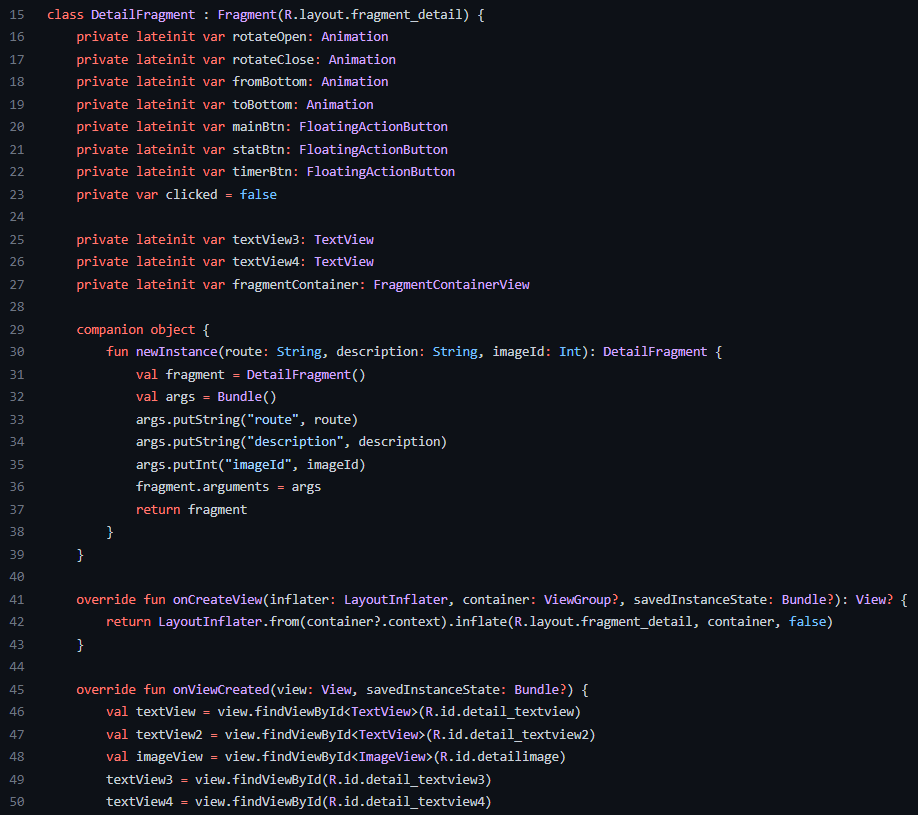 15 class DetailFragment : Fragment(R.layout.fragment_detail) {
16     private lateinit var rotateOpen: Animation
17     private lateinit var rotateClose: Animation
18     private lateinit var fromBottom: Animation
19     private lateinit var toBottom: Animation
20     private lateinit var mainBtn: FloatingActionButton
21     private lateinit var statBtn: FloatingActionButton
22     private lateinit var timerBtn: FloatingActionButton
23     private var clicked = false
24
25     private lateinit var textView3: TextView
26     private lateinit var textView4: TextView
27     private lateinit var fragmentContainer: FragmentContainerView
28
29     companion object {
30         fun newInstance(route: String, description: String, imageId: Int): DetailFragment {
31             val fragment = DetailFragment()
32             val args = Bundle()
33             args.putString("route", route)
34             args.putString("description", description)
35             args.putInt("imageId", imageId)
36             fragment.arguments = args
37             return fragment
38         }
39     }
40
41     override fun onCreateView(inflater: LayoutInflater, container: ViewGroup?, savedInstanceState: Bundle?): View? {
42         return LayoutInflater.from(container?.context).inflate(R.layout.fragment_detail, container, false)
43     }
44
45     override fun onViewCreated(view: View, savedInstanceState: Bundle?) {
46         val textView = view.findViewById<TextView>(R.id.detail_textview)
47         val textView2 = view.findViewById<TextView>(R.id.detail_textview2)
48         val imageView = view.findViewById<ImageView>(R.id.detailimage)
49         textView3 = view.findViewById(R.id.detail_textview3)
50         textView4 = view.findViewById(R.id.detail_textview4)